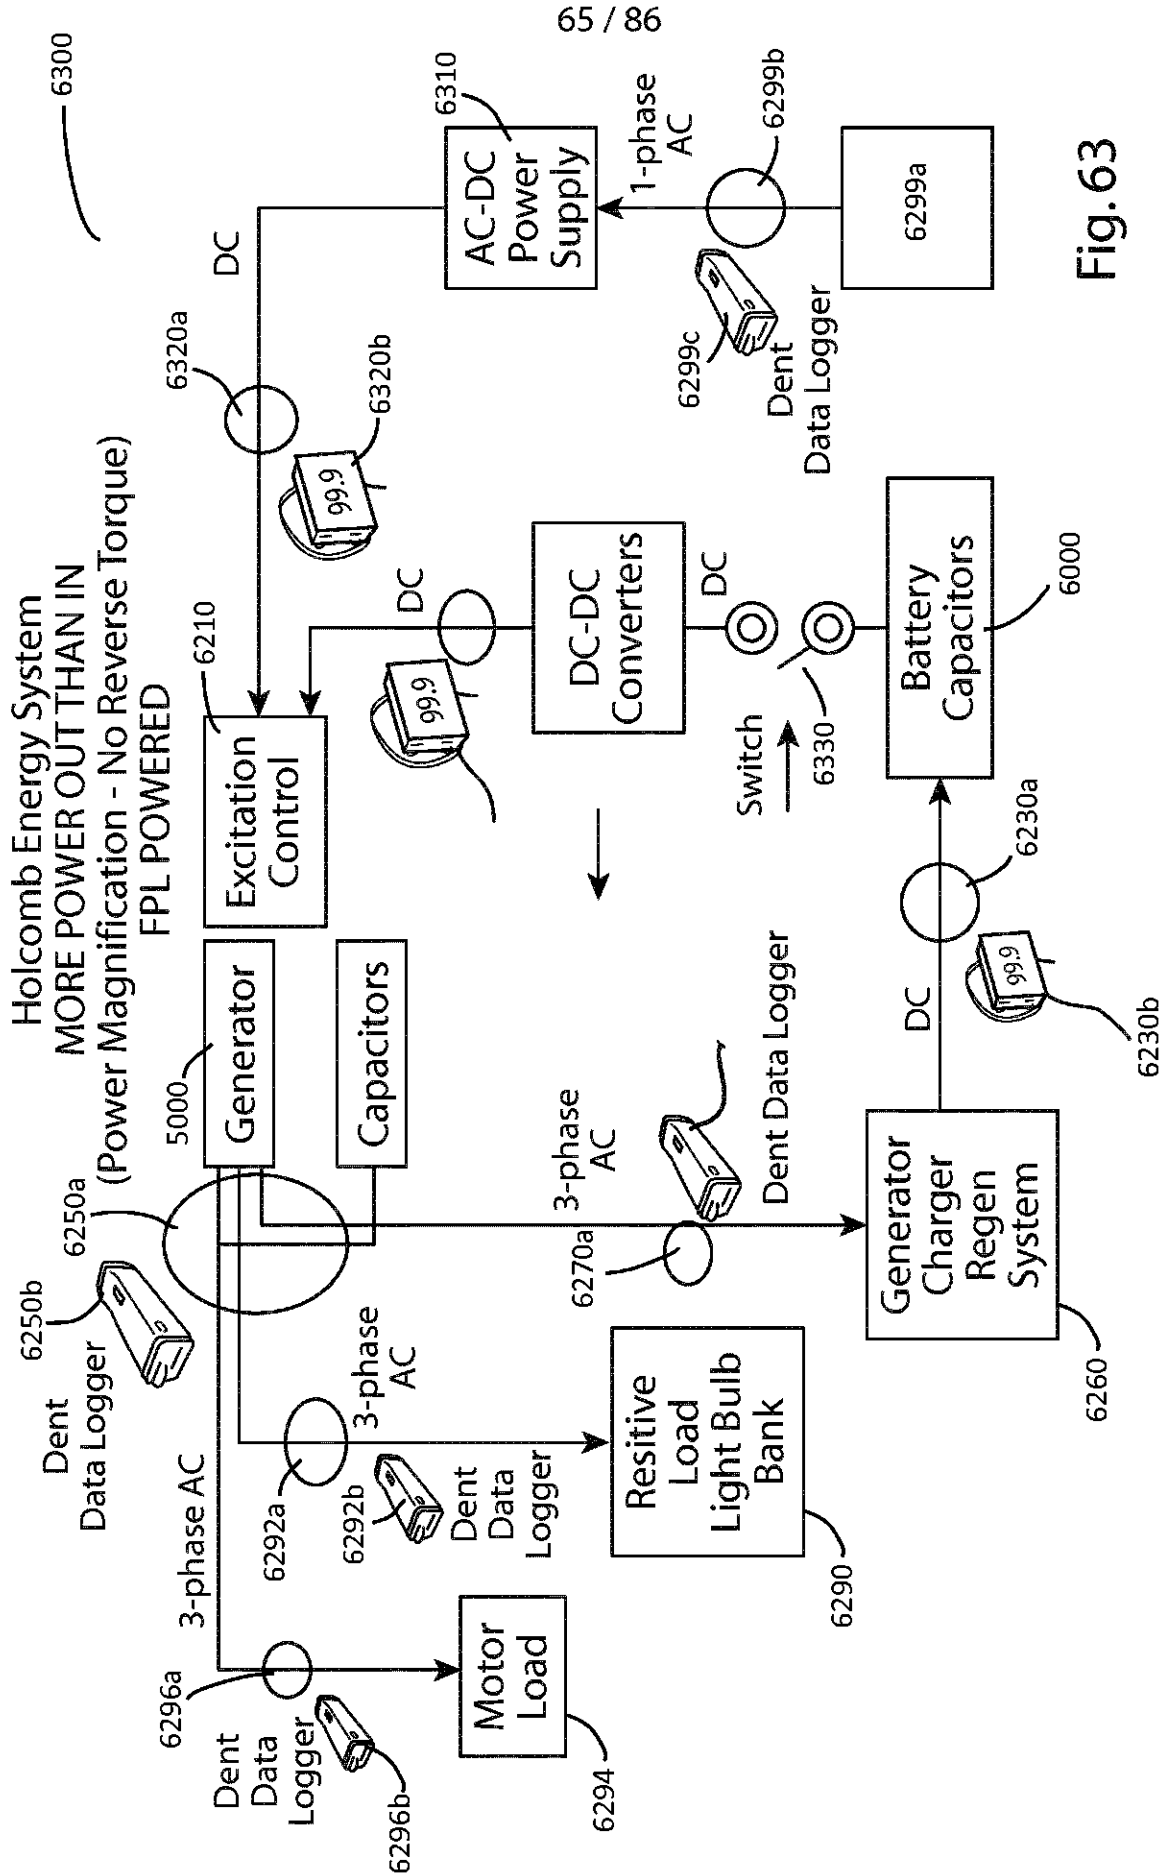 65 / 86
Holcomb Energy System
MORE POWER OUT THAN IN
(Power Magnification - No Reverse Torque)
FPL POWERED
6300
6296a
3-phase AC
Dent
Data Logger
6250b
6250a
5000
Generator
Capacitors
6210
Excitation
Control
DC
6320a
99.9
6320b
DC
99.9
6310
AC-DC
Power
Supply
Dent
Data
Logger
6296b
Motor
Load
6294
6292a
3-phase
AC
6292b
Dent
Data
Logger
Resitive
Load
Light Bulb
Bank
6290
3-phase
AC
6270a
Dent Data Logger
DC-DC
Converters
DC
Switch
6330
1-phase
AC
6299b
6299c
Dent
Data Logger
6299a
Generator
Charger
Regen
System
6260
DC
6230a
99.9
6230b
Battery
Capacitors
6000
Fig. 63